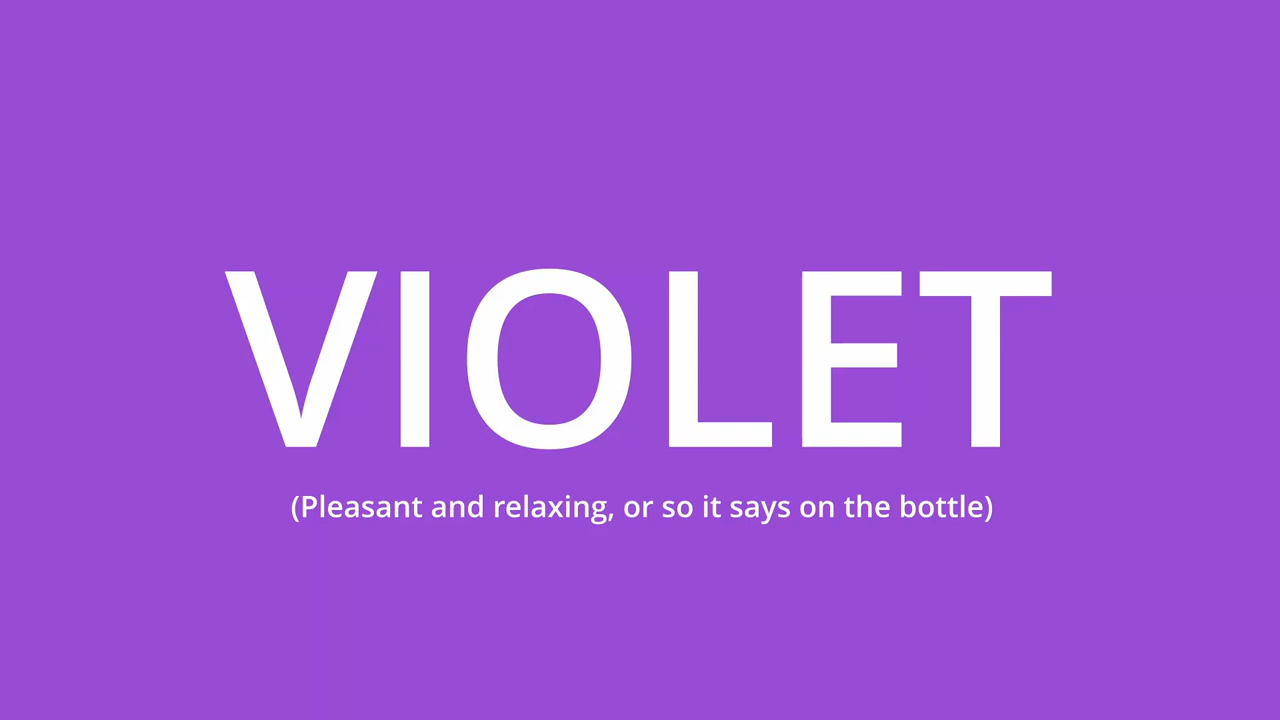 VIOLET
(Pleasant and relaxing, or so it says on the bottle)